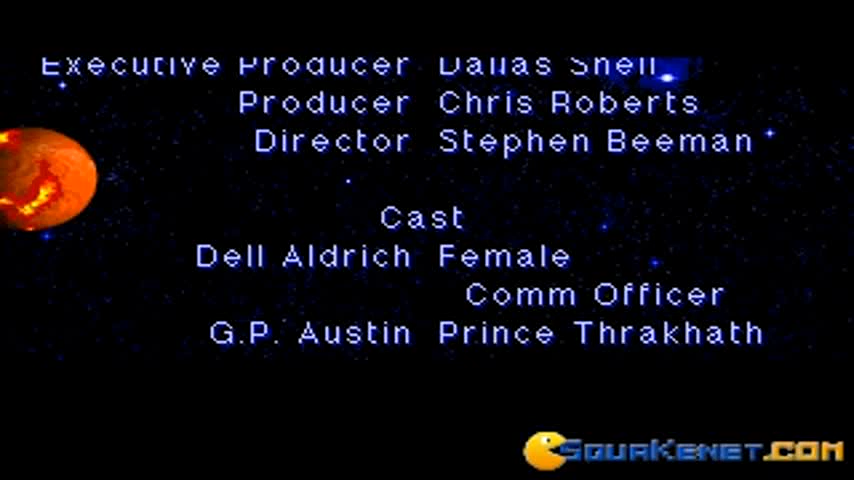 Executive Producer Dallas Snell
Producer Chris Roberts
Director Stephen Beeman
Cast
Dell Aldrich Female
Comm Officer
G.P. Austin Prince Thrakhath
SquaKenet.com